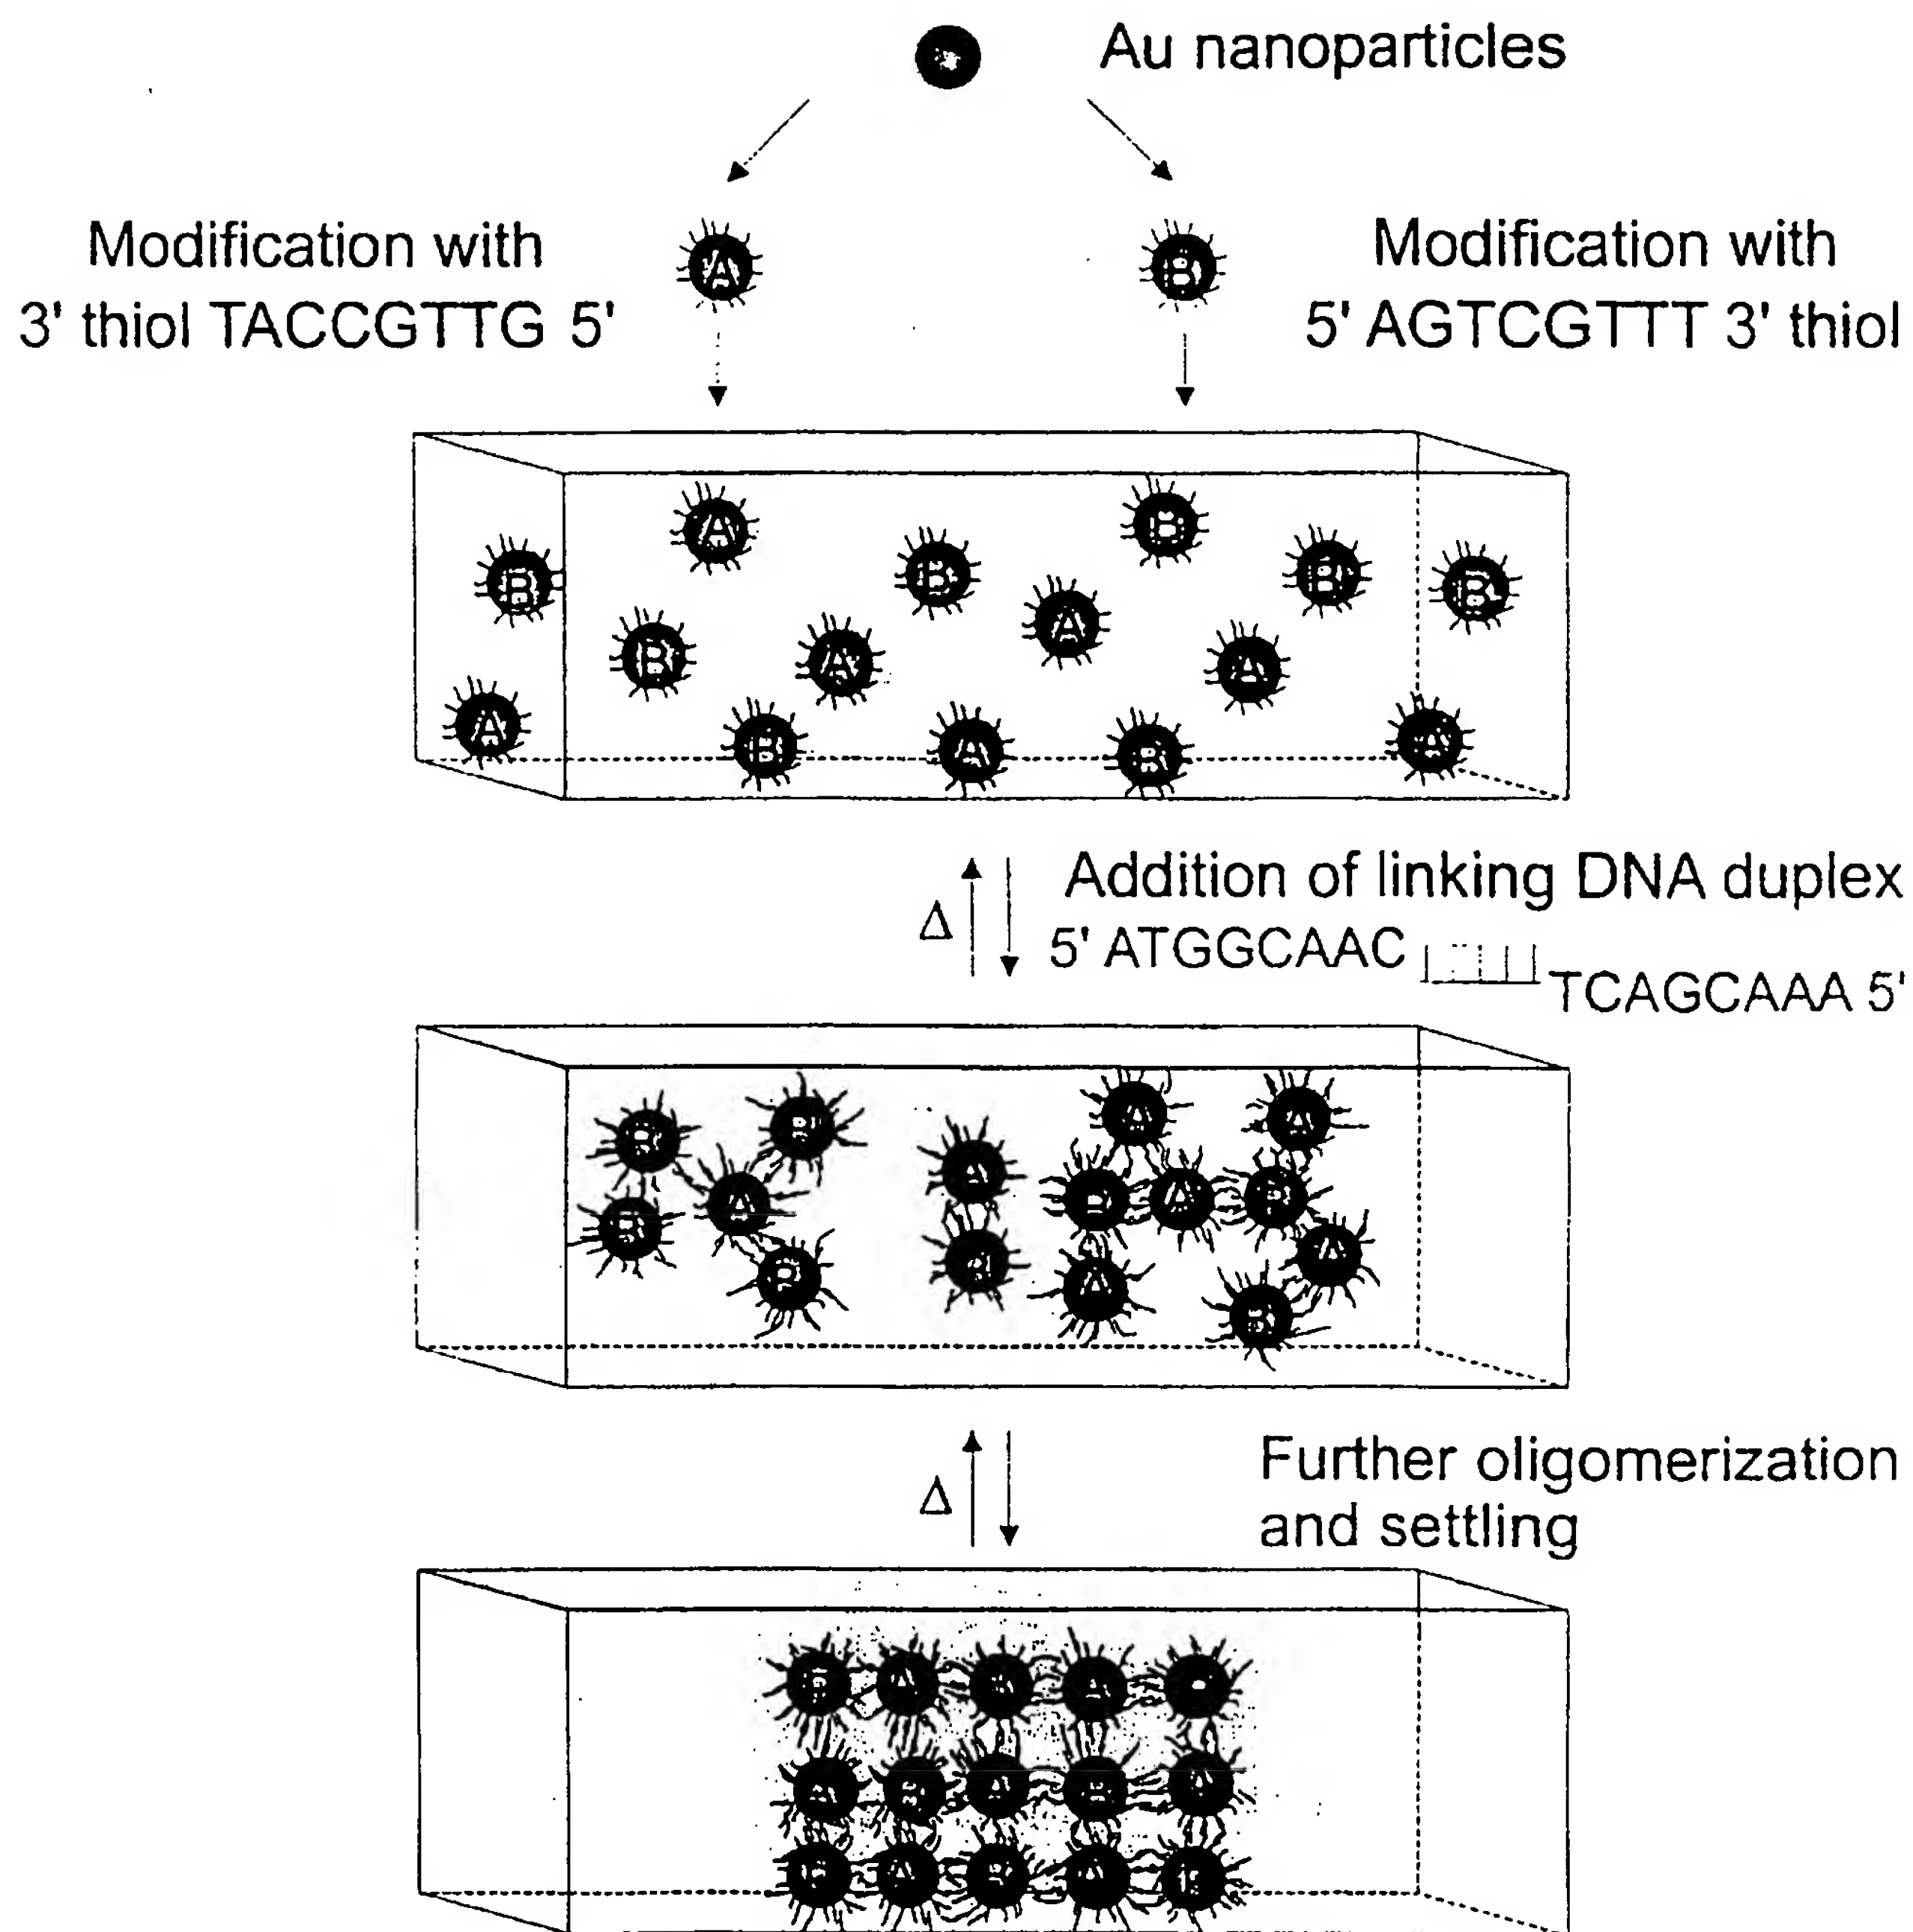 Au nanoparticles
Modification with
3' thiol TACCGTTG 5'
A
B
Modification with
5' AGTCGTTT 3' thiol
A
B
B
B
B
B
A
B
A
A
A
B
A
B
A
Δ
Addition of linking DNA duplex
5' ATGGCAAC
TCAGCAAA 5'
A
A
B
B
A
B
A
B
A
B
A
A
B
Δ
Further oligomerization
and settling
A
A
A
B
A
B
A
B
A